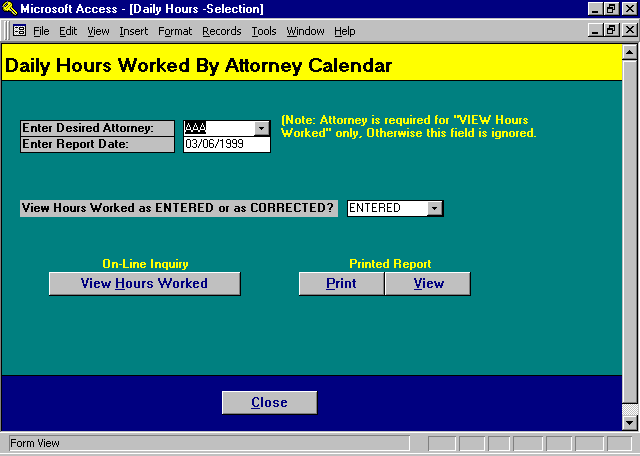 Microsoft Access - [Daily Hours -Selection]
File Edit View Insert Format Records Tools Window Help
Daily Hours Worked By Attorney Calendar
Enter Desired Attorney: AAA
Enter Report Date: 03/06/1999
(Note: Attorney is required for "VIEW Hours
Worked" only, Otherwise this field is ignored.
View Hours Worked as ENTERED or as CORRECTED? ENTERED
On-Line Inquiry
Printed Report
View Hours Worked
Print
View
Close
Form View